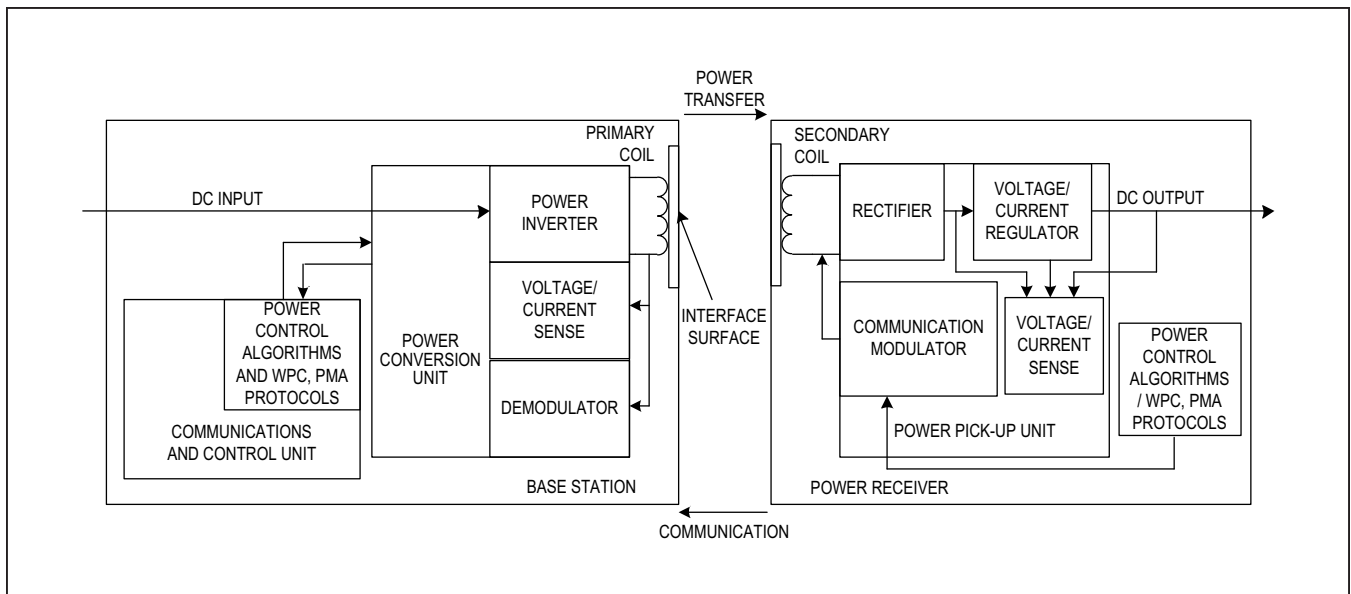 POWER
TRANSFER
PRIMARY
COIL
SECONDARY
COIL
DC INPUT
POWER
INVERTER
RECTIFIER
VOLTAGE/
CURRENT
REGULATOR
DC OUTPUT
POWER
CONTROL
ALGORITHMS
AND WPC, PMA
PROTOCOLS
COMMUNICATIONS
AND CONTROL UNIT
POWER
CONVERSION
UNIT
VOLTAGE/
CURRENT
SENSE
DEMODULATOR
INTERFACE
SURFACE
COMMUNICATION
MODULATOR
VOLTAGE/
CURRENT
SENSE
POWER
CONTROL
ALGORITHMS
/ WPC, PMA
PROTOCOLS
POWER PICK-UP UNIT
BASE STATION
POWER RECEIVER
COMMUNICATION